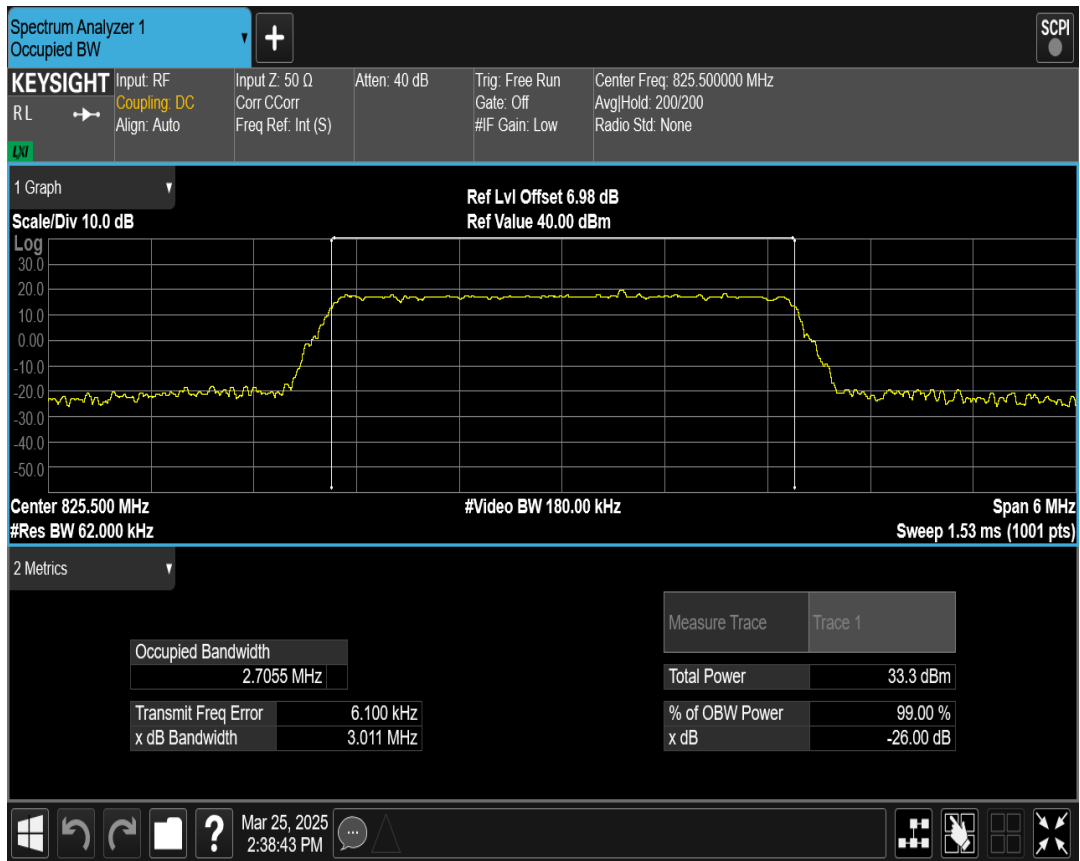 Spectrum Analyzer 1
Occupied BW
+
SCPI
KEYSIGHT
RL
LXI
Input: RF
Coupling: DC
Align: Auto
Input Z: 50 Ω
Corr CCorr
Freq Ref: Int (S)
Atten: 40 dB
Trig: Free Run
Gate: Off
#IF Gain: Low
Center Freq: 825.500000 MHz
Avg|Hold: 200/200
Radio Std: None
1 Graph
Scale/Div 10.0 dB
Ref Lvl Offset 6.98 dB
Ref Value 40.00 dBm
Log
30.0
20.0
10.0
0.00
-10.0
-20.0
-30.0
-40.0
-50.0
Center 825.500 MHz
#Res BW 62.000 kHz
#Video BW 180.00 kHz
Span 6 MHz
Sweep 1.53 ms (1001 pts)
2 Metrics
Measure Trace Trace 1
Occupied Bandwidth
2.7055 MHz
Total Power 33.3 dBm
Transmit Freq Error 6.100 kHz
% of OBW Power 99.00 %
x dB Bandwidth 3.011 MHz
x dB -26.00 dB
?
Mar 25, 2025
2:38:43 PM